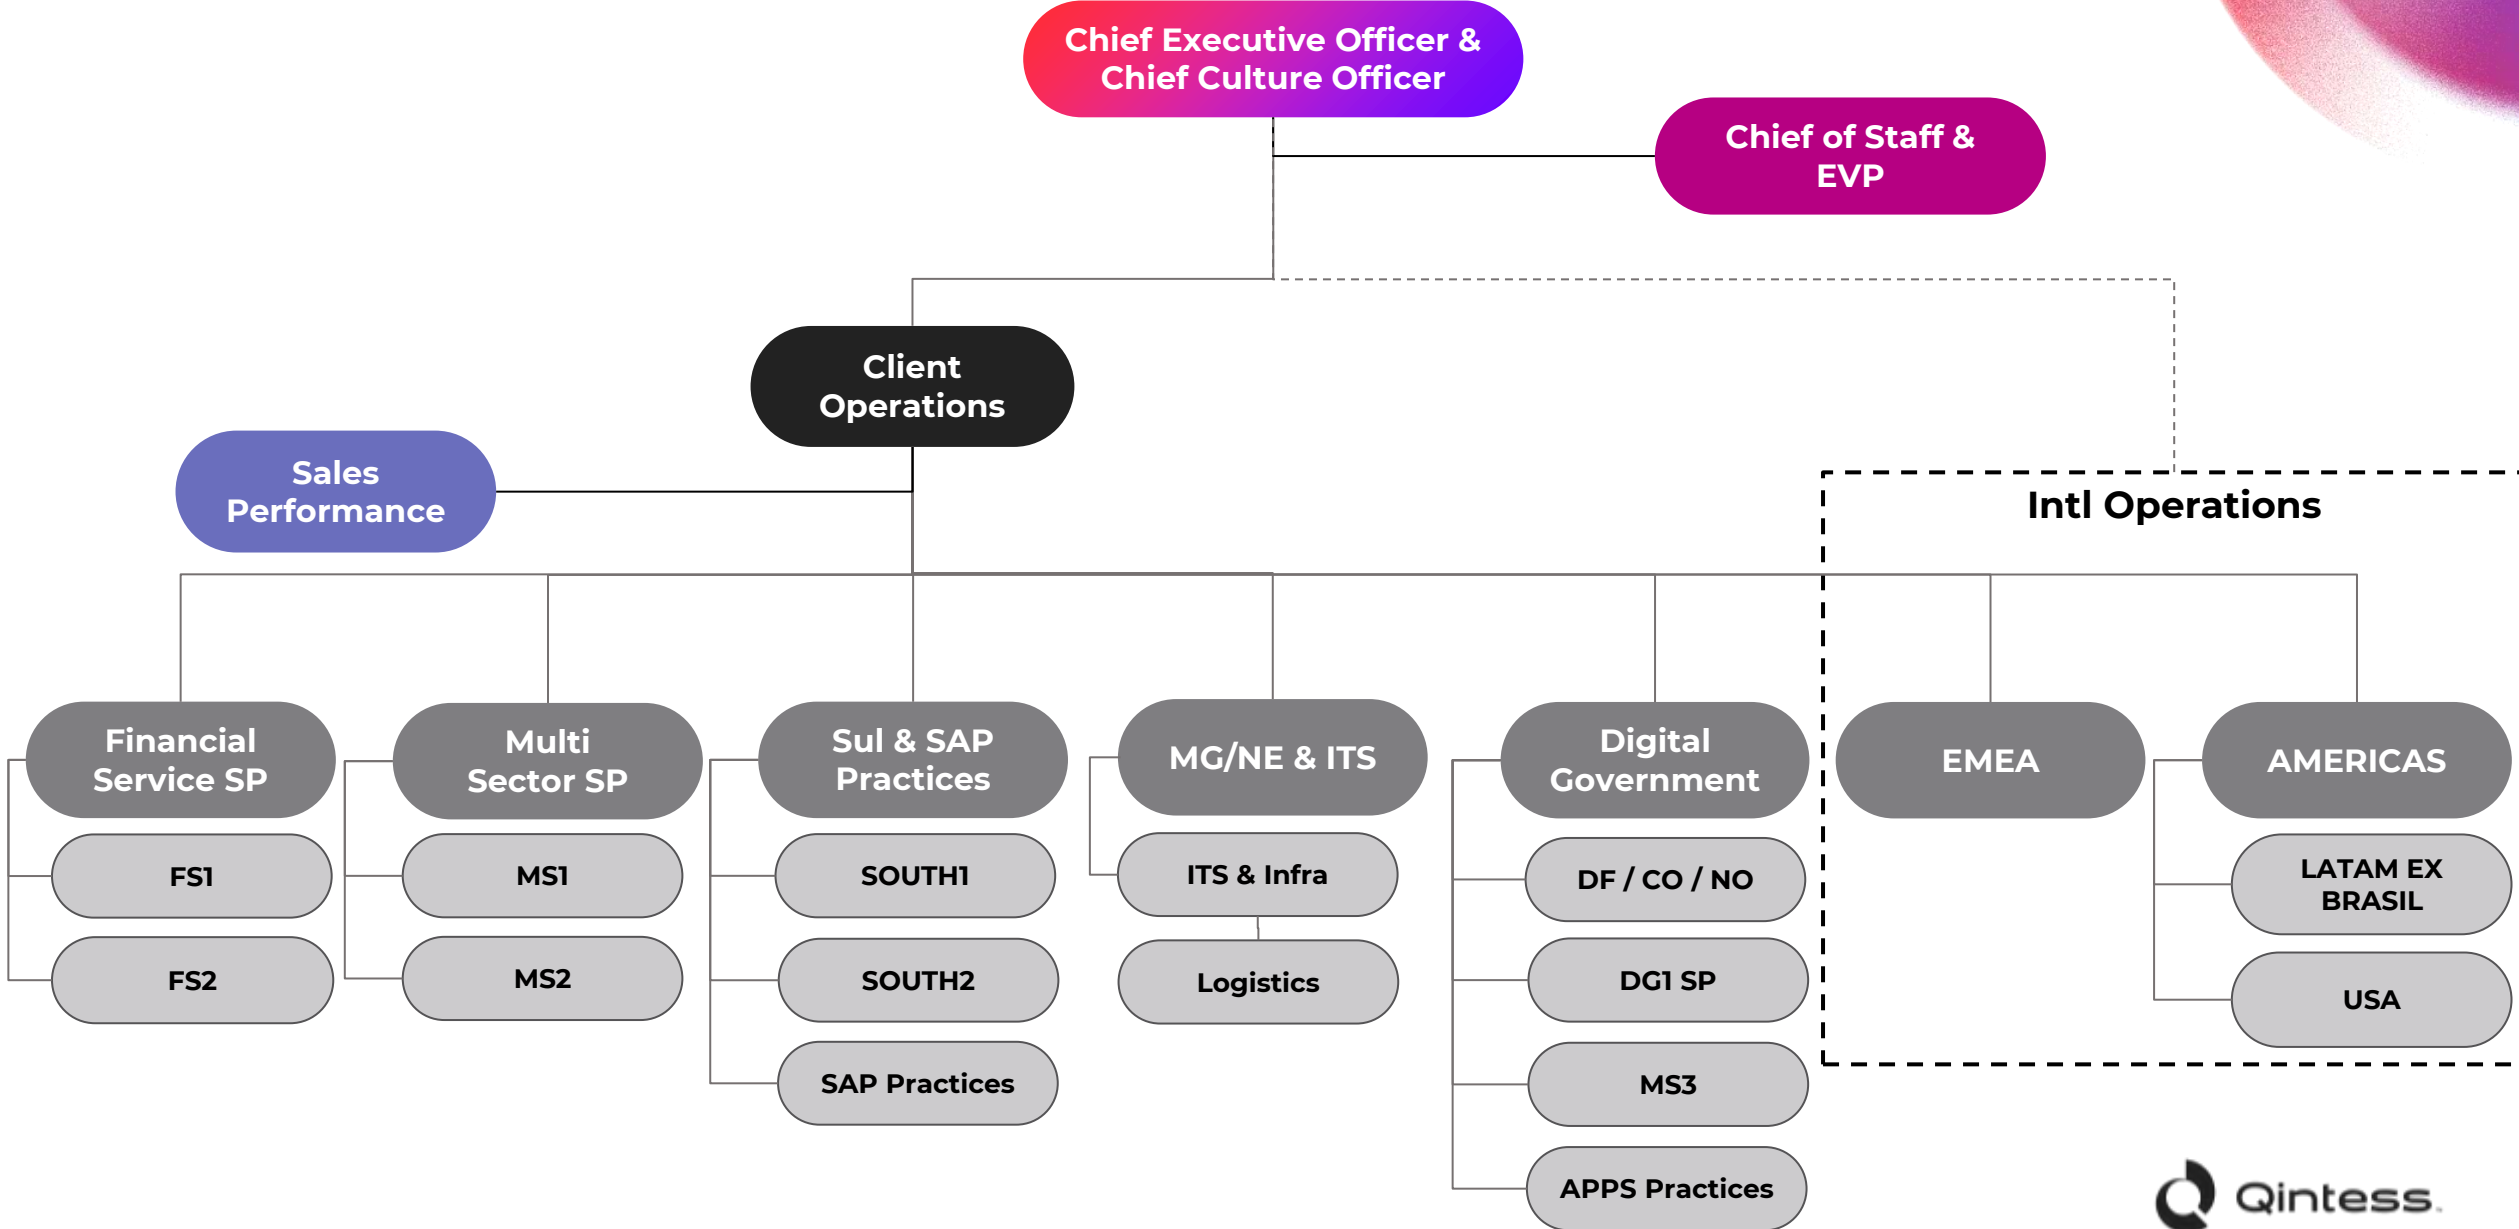 Chief Executive Officer &
Chief Culture Officer
Chief of Staff &
EVP
Client
Operations
Sales
Performance
Intl Operations
Financial
Service SP
Multi
Sector SP
Sul & SAP
Practices
MG/NE & ITS
Digital
Government
EMEA
AMERICAS
FS1
MS1
SOUTH1
ITS & Infra
DF / CO / NO
LATAM EX
BRASIL
FS2
MS2
SOUTH2
Logistics
DG1 SP
USA
SAP Practices
MS3
APPS Practices
Qintess